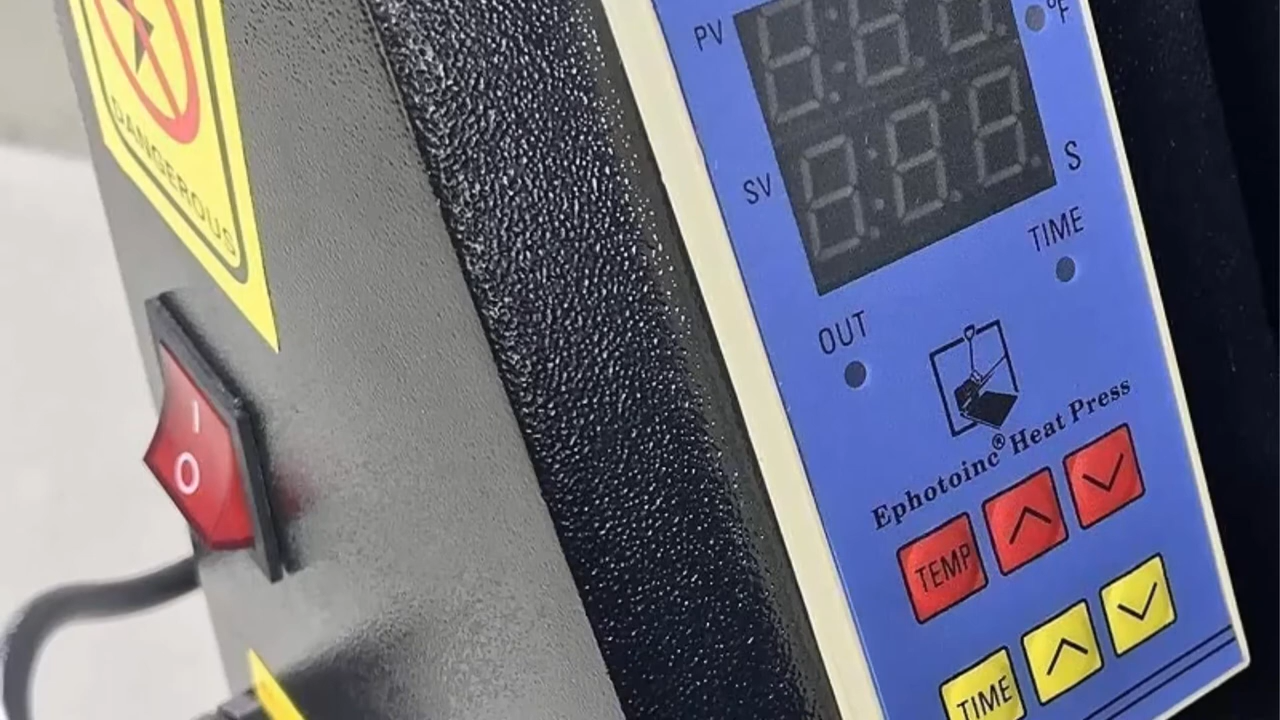 DANGEROUS
I
O
PV
°F
SV
S
TIME
OUT
Ephotoinc® Heat Press
TEMP
TIME